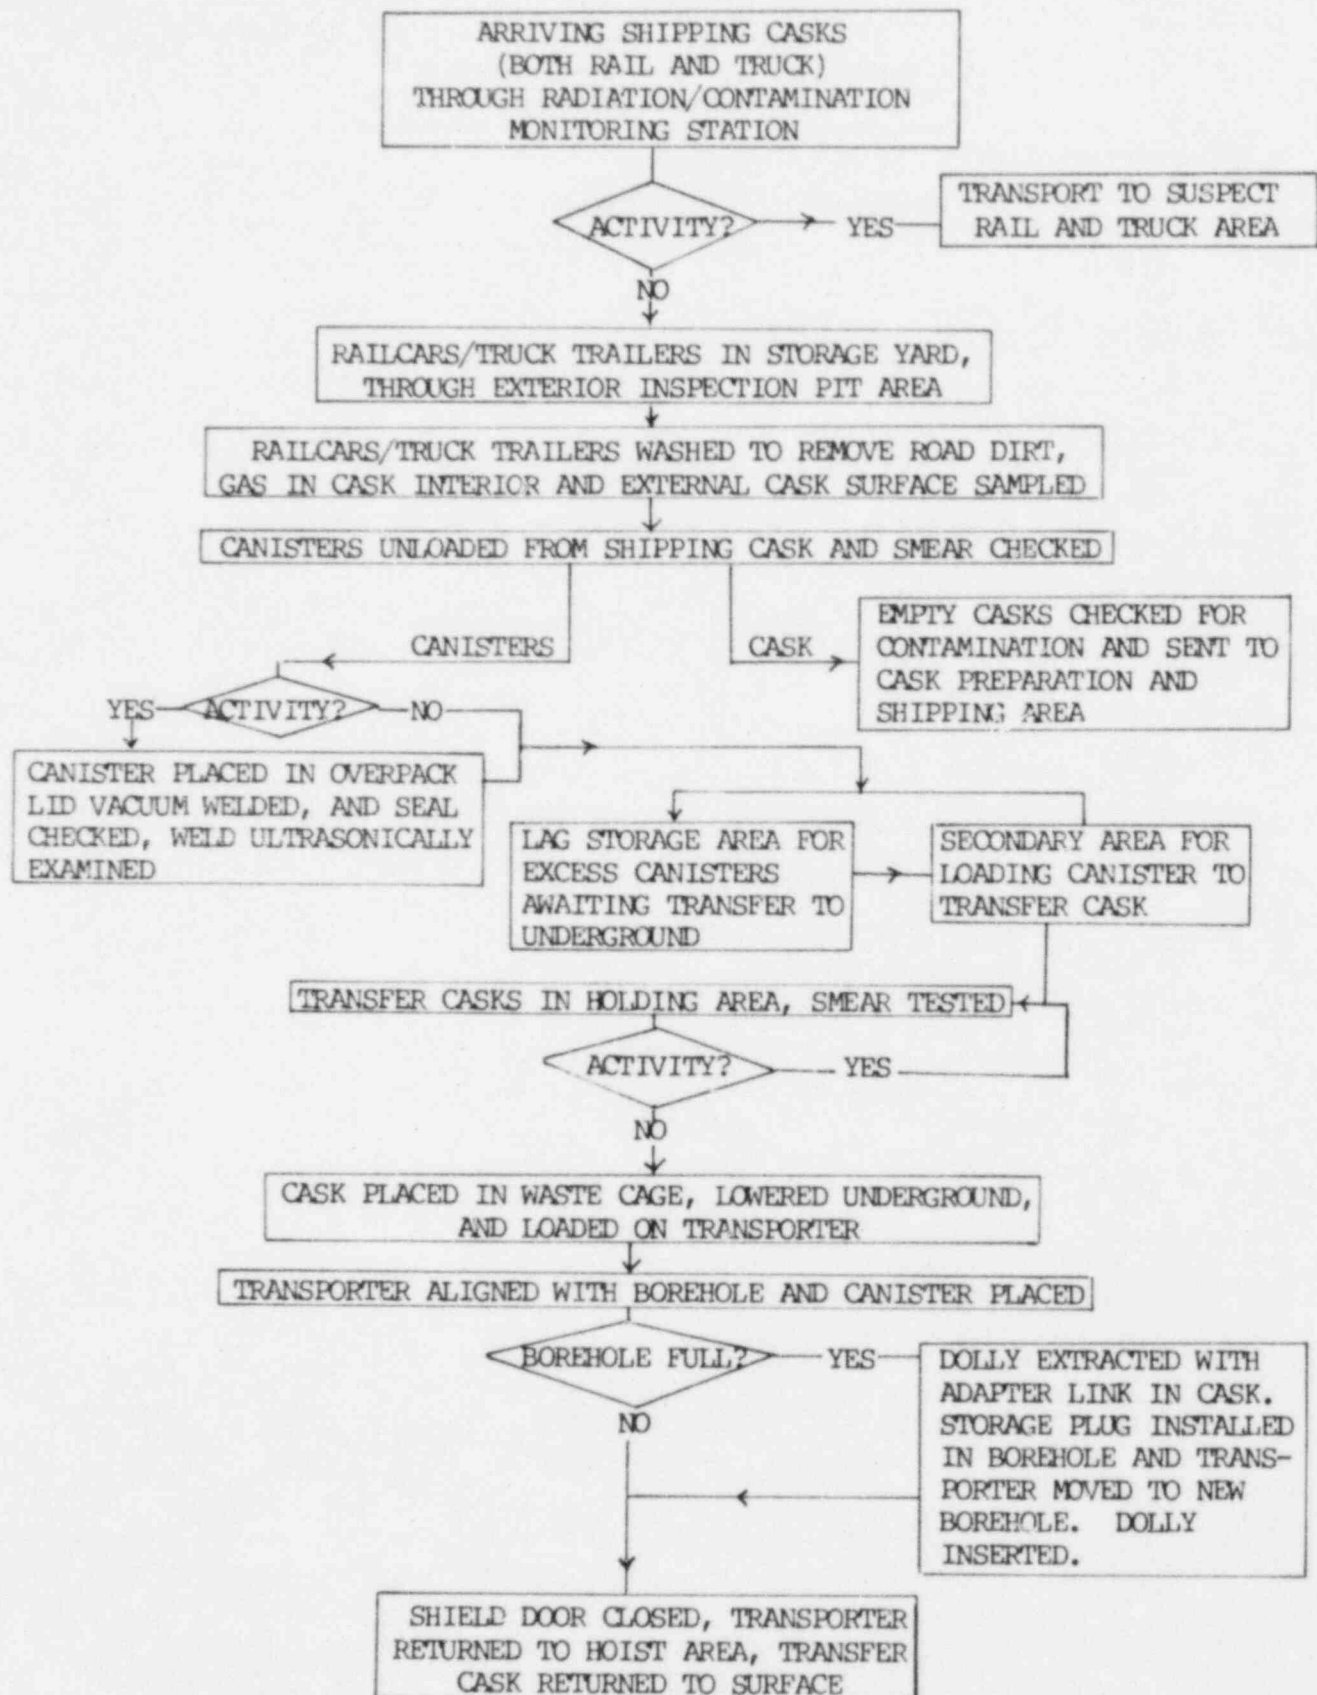 ARRIVING SHIPPING CASKS
(BOTH RAIL AND TRUCK)
THROUGH RADIATION/CONTAMINATION
MONITORING STATION
ACTIVITY?
YES
TRANSPORT TO SUSPECT
RAIL AND TRUCK AREA
NO
RAILCARS/TRUCK TRAILERS IN STORAGE YARD,
THROUGH EXTERIOR INSPECTION PIT AREA
RAILCARS/TRUCK TRAILERS WASHED TO REMOVE ROAD DIRT,
GAS IN CASK INTERIOR AND EXTERNAL CASK SURFACE SAMPLED
CANISTERS UNLOADED FROM SHIPPING CASK AND SMEAR CHECKED
CANISTERS
CASK
EMPTY CASKS CHECKED FOR
CONTAMINATION AND SENT TO
CASK PREPARATION AND
SHIPPING AREA
YES
ACTIVITY?
NO
CANISTER PLACED IN OVERPACK
LID VACUUM WELDED, AND SEAL
CHECKED, WELD ULTRASONICALLY
EXAMINED
LAG STORAGE AREA FOR
EXCESS CANISTERS
AWAITING TRANSFER TO
UNDERGROUND
SECONDARY AREA FOR
LOADING CANISTER TO
TRANSFER CASK
TRANSFER CASKS IN HOLDING AREA, SMEAR TESTED
ACTIVITY?
YES
NO
CASK PLACED IN WASTE CAGE, LOWERED UNDERGROUND,
AND LOADED ON TRANSPORTER
TRANSPORTER ALIGNED WITH BOREHOLE AND CANISTER PLACED
BOREHOLE FULL?
YES
DOLLY EXTRACTED WITH
ADAPTER LINK IN CASK.
STORAGE PLUG INSTALLED
IN BOREHOLE AND TRANS-
PORTER MOVED TO NEW
BOREHOLE. DOLLY
INSERTED.
NO
SHIELD DOOR CLOSED, TRANSPORTER
RETURNED TO HOIST AREA, TRANSFER
CASK RETURNED TO SURFACE